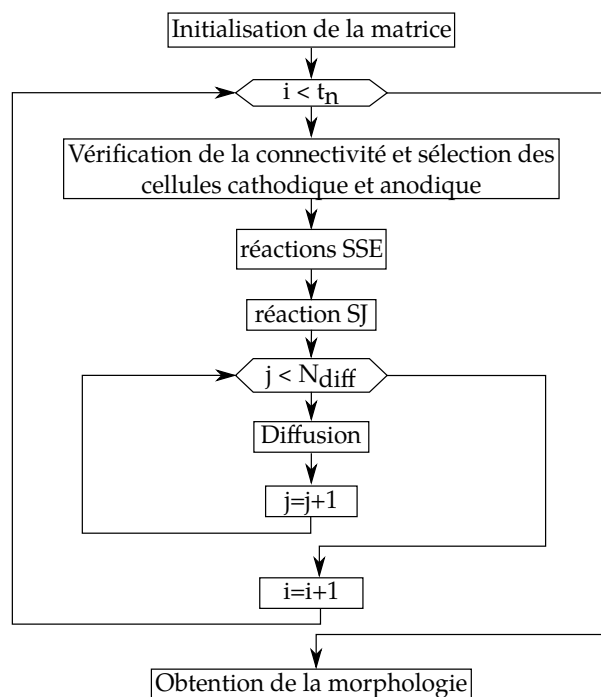 Initialisation de la matrice
i < tn
Vérification de la connectivité et sélection des
cellules cathodique et anodique
réactions SSE
réaction SJ
j < Ndiff
Diffusion
j=j+1
i=i+1
Obtention de la morphologie